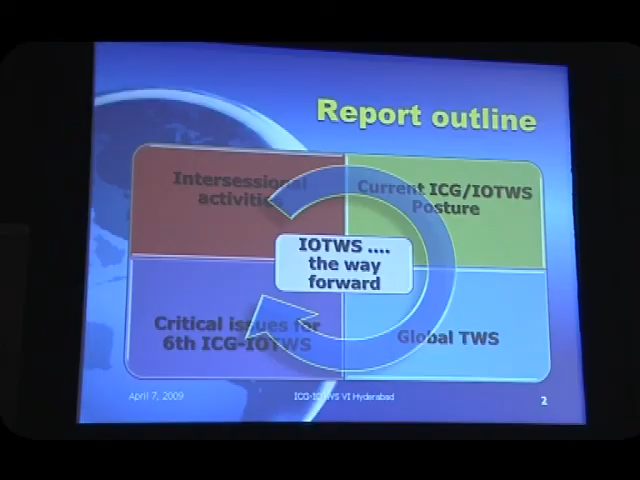 Report outline
Intersessional
activities
Current ICG/IOTWS
Posture
IOTWS ....
the way
forward
Critical issues for
6th ICG-IOTWS
Global TWS
April 7, 2009
ICG-IOTWS VI Hyderabad
2